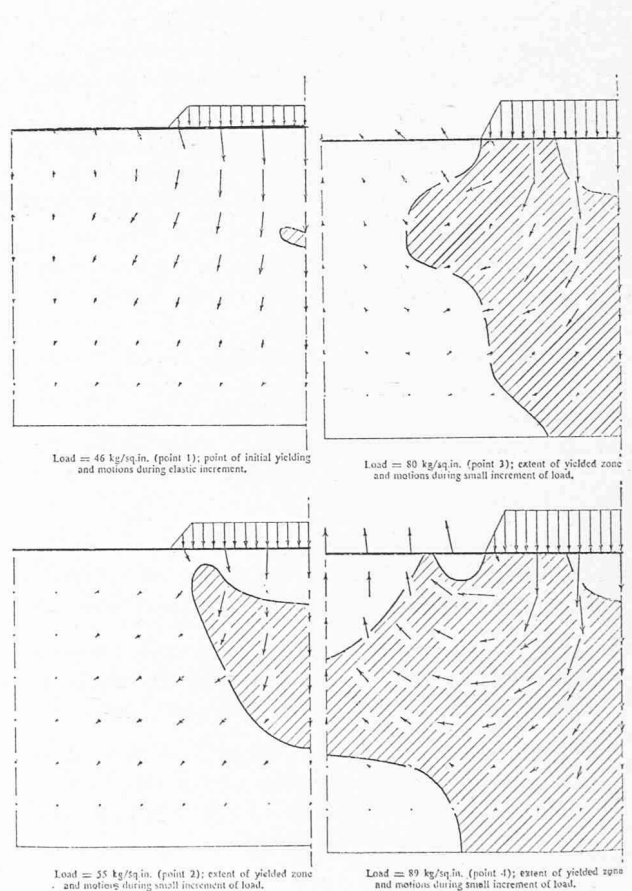 Load = 46 kg/sq.in. (point 1); point of initial yielding
and motions during elastic increment.
Load = 80 kg/sq.in. (point 3); extent of yielded zone
and motions during small increment of load.
Load = 55 kg/sq.in. (point 2); extent of yielded zone
and motions during small increment of load.
Load = 89 kg/sq.in. (point 4); extent of yielded zone
and motions during small increment of load.